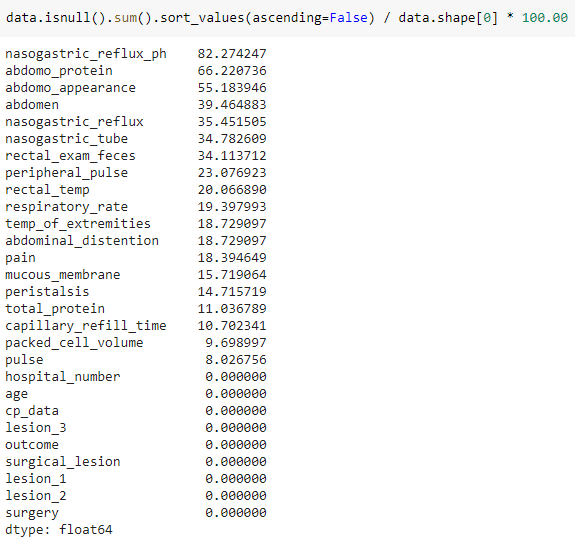 data.isnull().sum().sort_values(ascending=False) / data.shape[0] * 100.00
nasogastric_reflux_ph    82.274247
abdomo_protein           66.220736
abdomo_appearance        55.183946
abdomen                  39.464883
nasogastric_reflux       35.451505
nasogastric_tube         34.782609
rectal_exam_feces        34.113712
peripheral_pulse         23.076923
rectal_temp              20.066890
respiratory_rate         19.397993
temp_of_extremities      18.729097
abdominal_distention     18.729097
pain                     18.394649
mucous_membrane          15.719064
peristalsis              14.715719
total_protein            11.036789
capillary_refill_time    10.702341
packed_cell_volume        9.698997
pulse                     8.026756
hospital_number           0.000000
age                       0.000000
cp_data                   0.000000
lesion_3                  0.000000
outcome                   0.000000
surgical_lesion           0.000000
lesion_1                  0.000000
lesion_2                  0.000000
surgery                   0.000000
dtype: float64